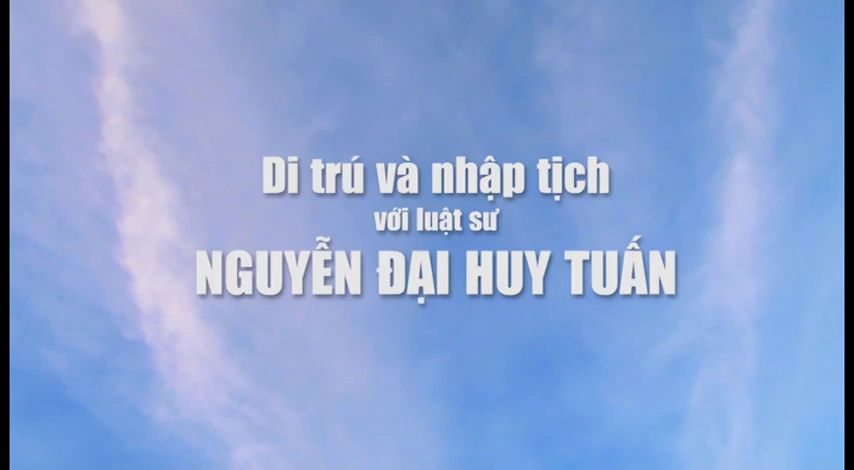 Di trú và nhập tịch
với luật sư
NGUYỄN ĐẠI HUY TUẤN